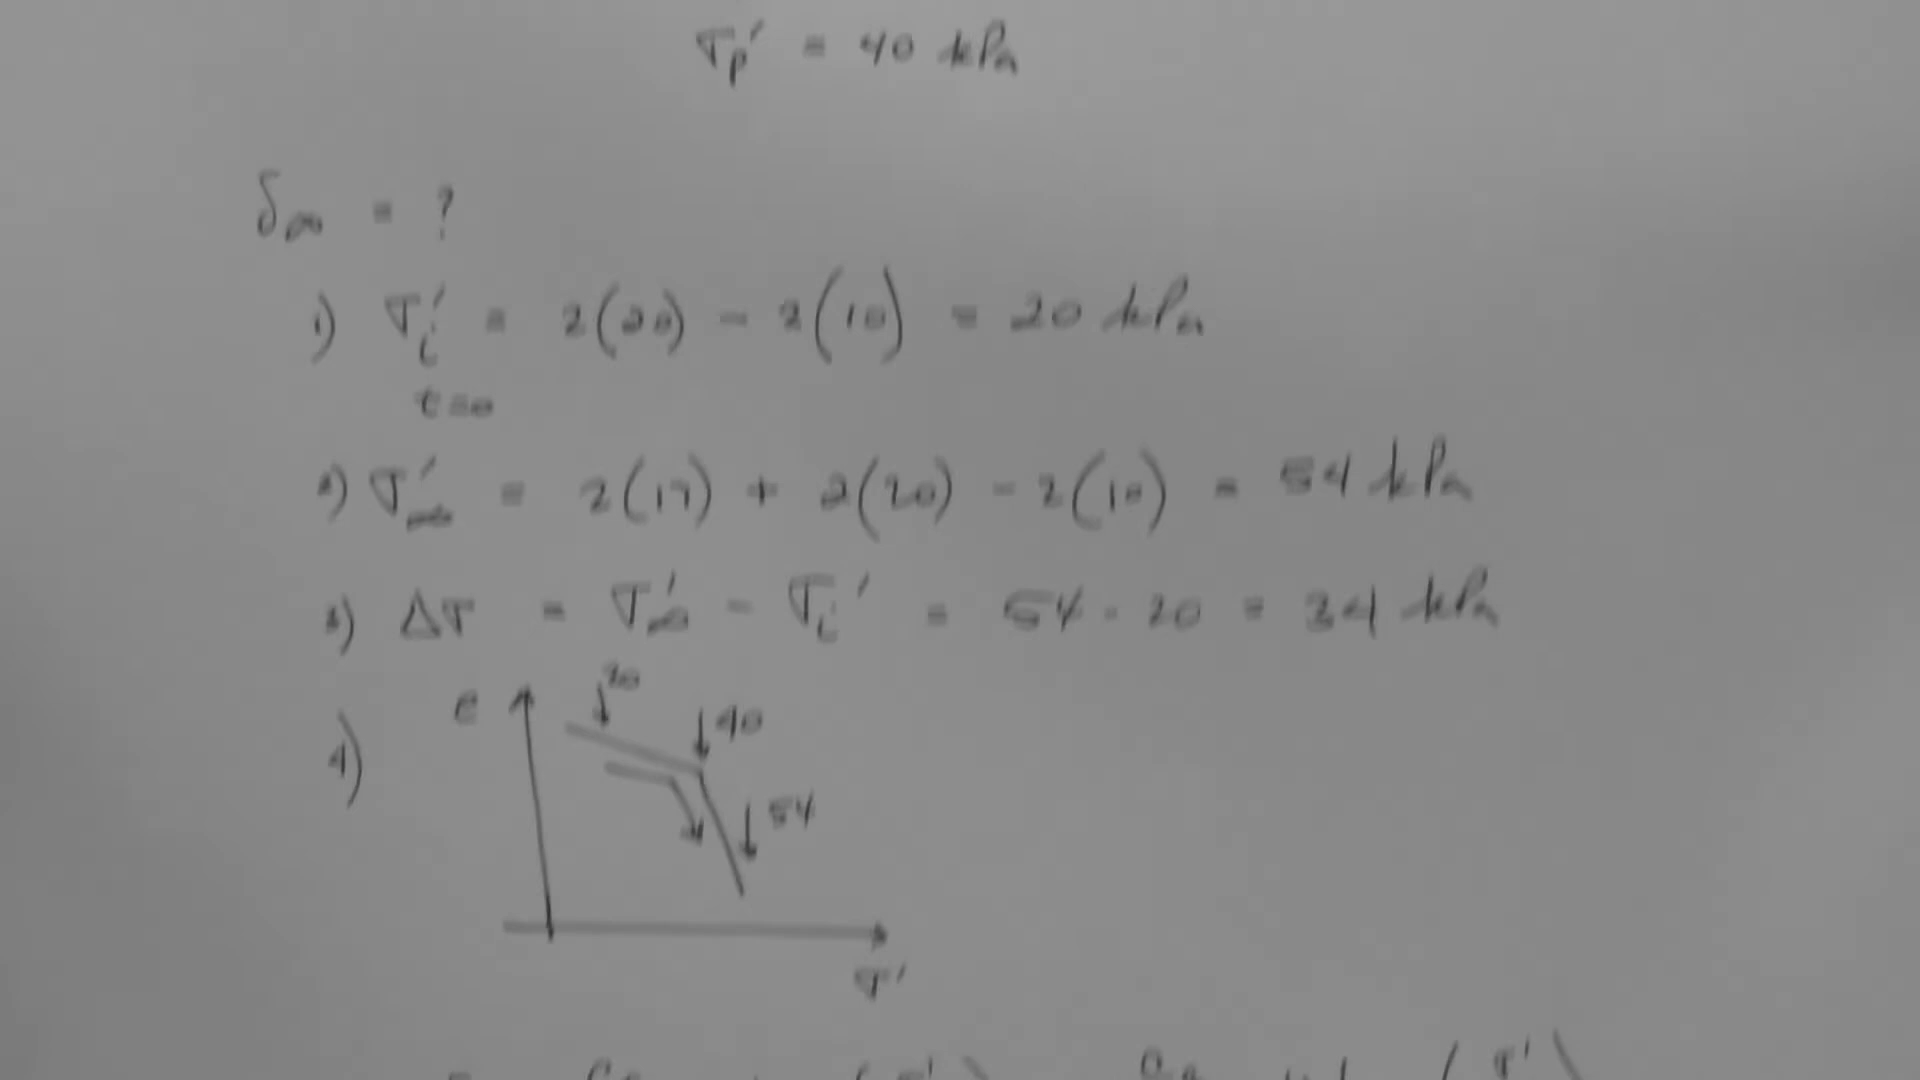 σp' = 40 kPa
δ∞ = ?
1) σi' = 2(20) - 2(10) = 20 kPa
t=0
2) σ∞' = 2(17) + 2(20) - 2(10) = 54 kPa
3) Δσ = σ∞' - σi' = 54 - 20 = 34 kPa
4)
e
20
40
54
σ'